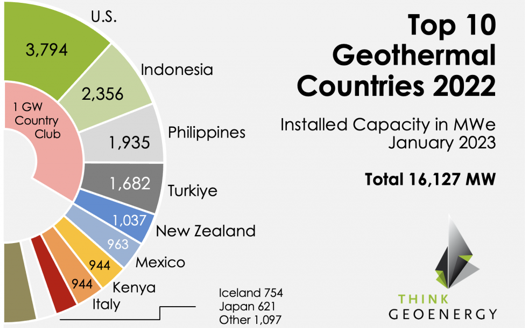 Top 10
Geothermal
Countries 2022
Installed Capacity in MWe
January 2023
Total 16,127 MW
U.S.
3,794
Indonesia
2,356
Philippines
1,935
Turkiye
1,682
New Zealand
1,037
Mexico
963
Kenya
944
Italy
944
Iceland 754
Japan 621
Other 1,097
1 GW
Country
Club
THINK
GEOENERGY